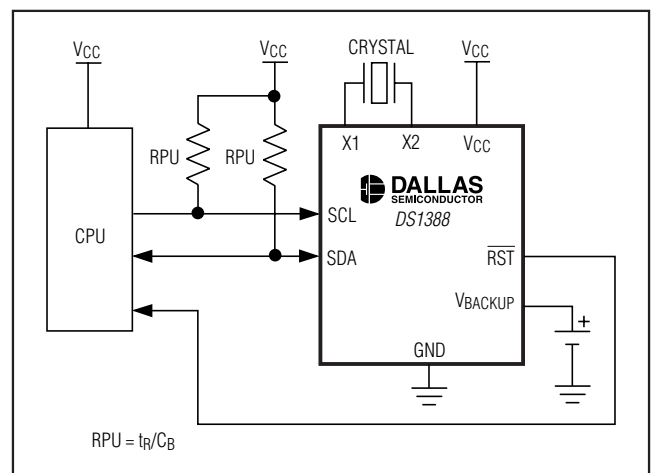 VCC
VCC
CRYSTAL
RPU
RPU
X1
X2
VCC
DALLAS
SEMICONDUCTOR
DS1388
CPU
SCL
SDA
RST
VBACKUP
+
GND
RPU = tR/CB